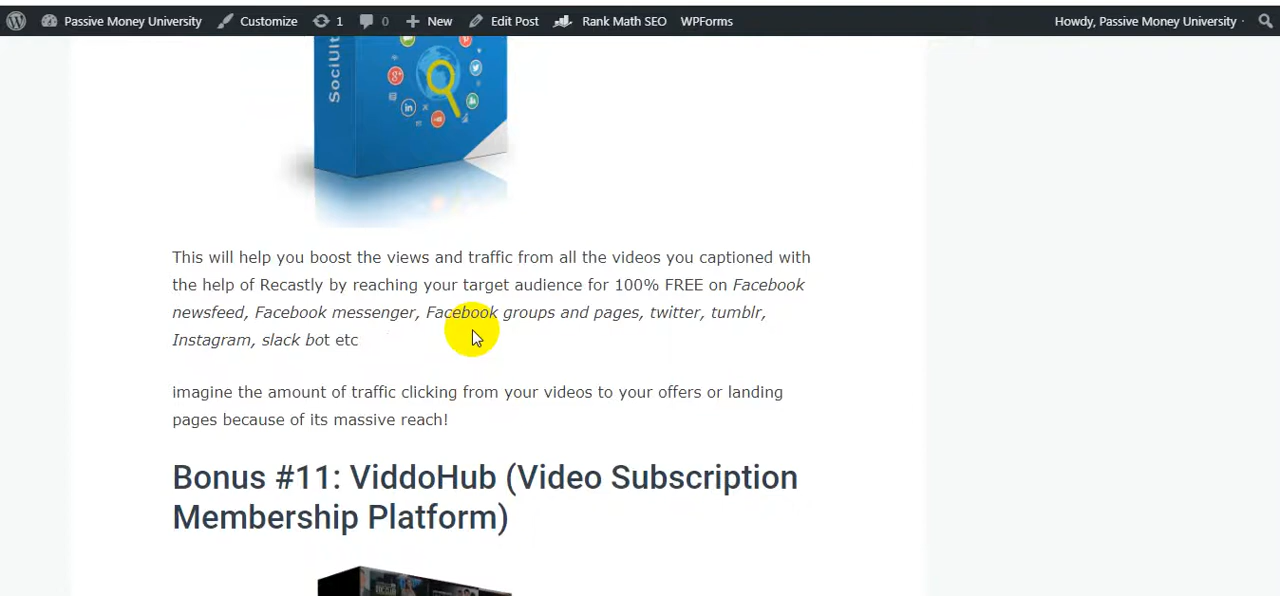 Passive Money University Customize 1 0 New Edit Post Rank Math SEO WPForms Howdy, Passive Money University
SociUlt
This will help you boost the views and traffic from all the videos you captioned with
the help of Recastly by reaching your target audience for 100% FREE on Facebook
newsfeed, Facebook messenger, Facebook groups and pages, twitter, tumblr,
Instagram, slack bot etc
imagine the amount of traffic clicking from your videos to your offers or landing
pages because of its massive reach!
Bonus #11: ViddoHub (Video Subscription
Membership Platform)